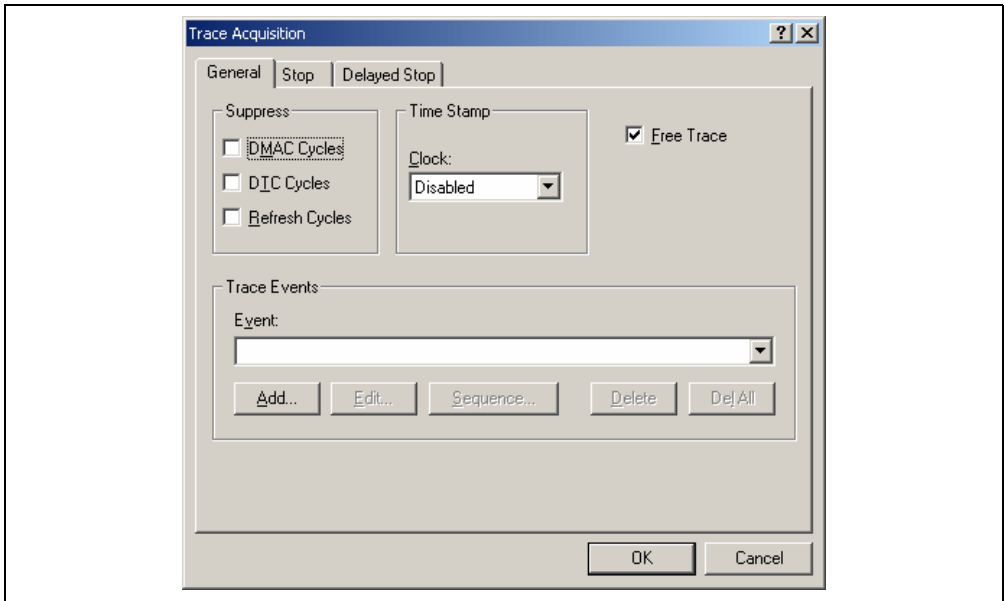 Trace Acquisition
General Stop Delayed Stop
Suppress
DMAC Cycles
DTC Cycles
Refresh Cycles
Time Stamp
Clock:
Disabled
Free Trace
Trace Events
Event:
Add... Edit... Sequence... Delete Del All
OK Cancel